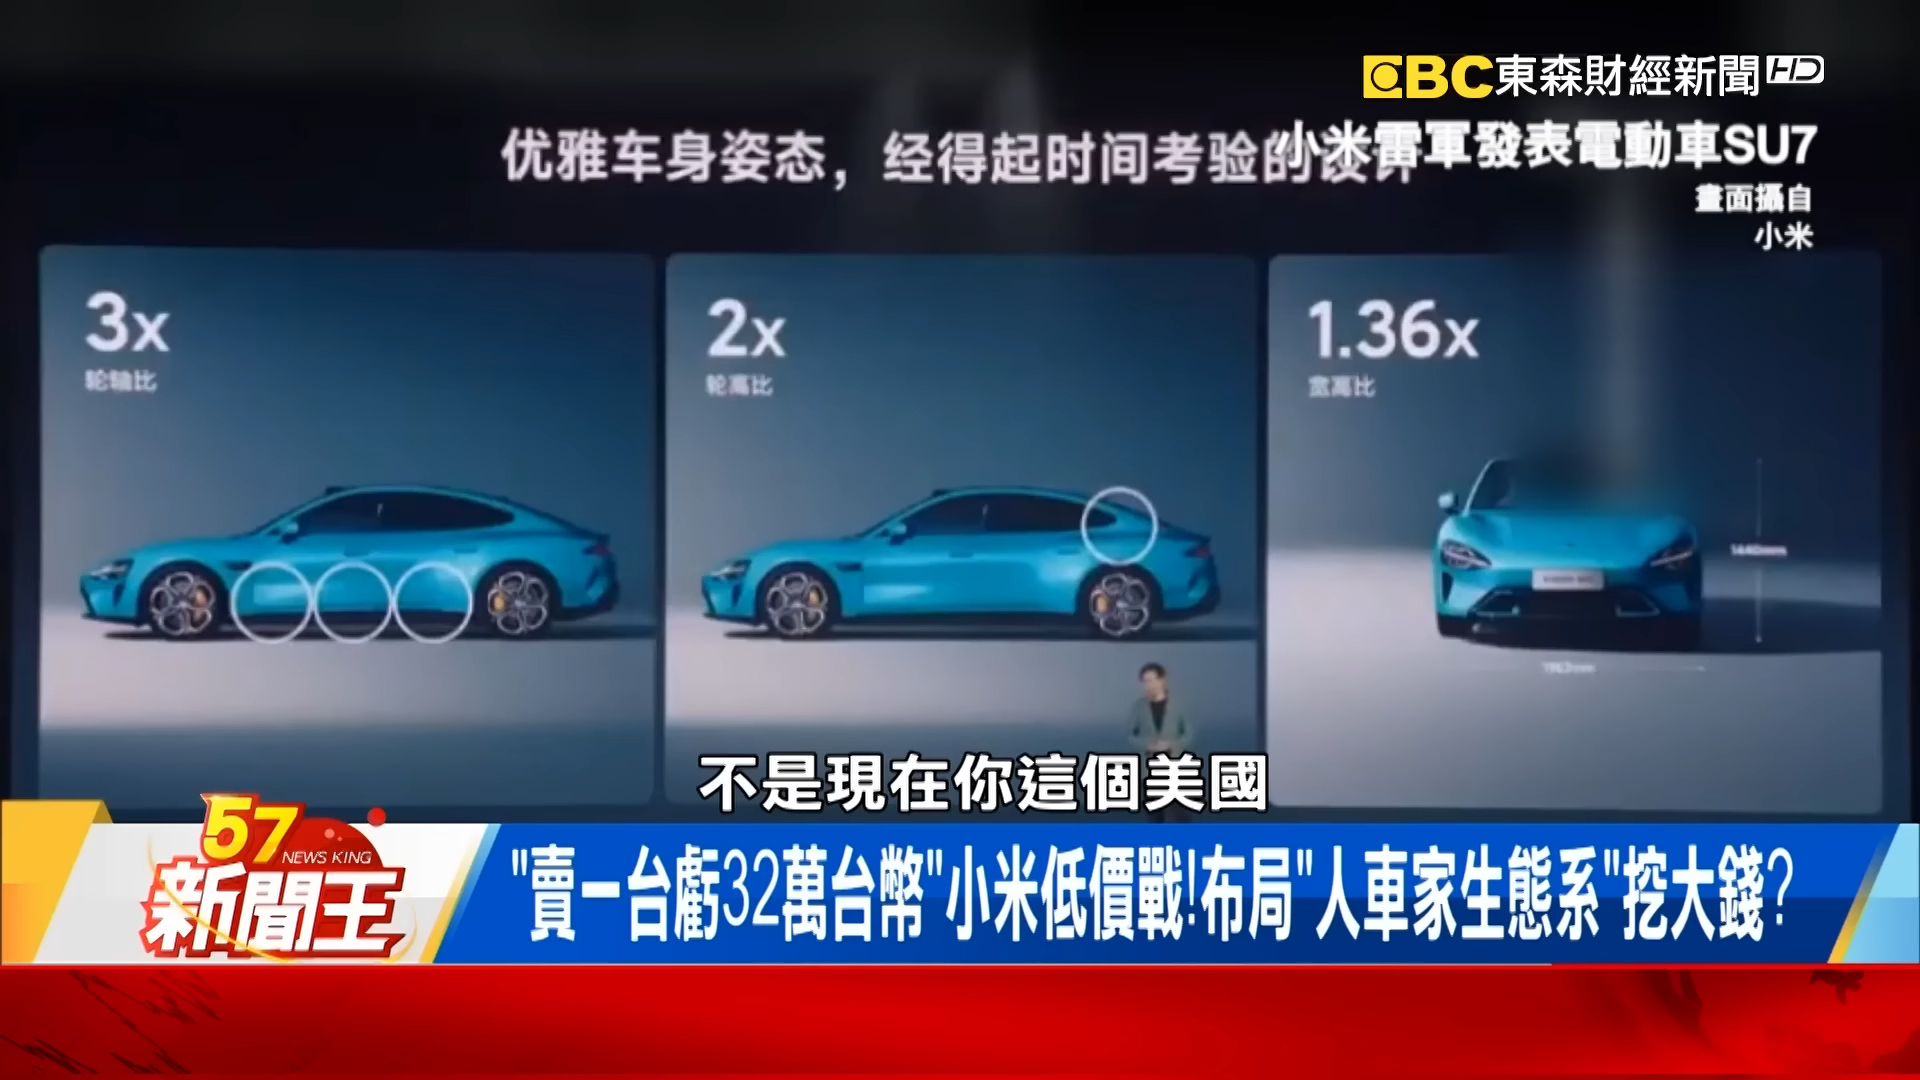 EBC東森財經新聞HD
小米雷軍發表電動車SU7
畫面攝自
小米
优雅车身姿态，经得起时间考验的设计
3x
轮轴比
2x
轮高比
1.36x
宽高比
1440mm
不是現在你這個美國
57
NEWS KING
新聞王
"賣一台虧32萬台幣"小米低價戰!布局"人車家生態系"挖大錢?